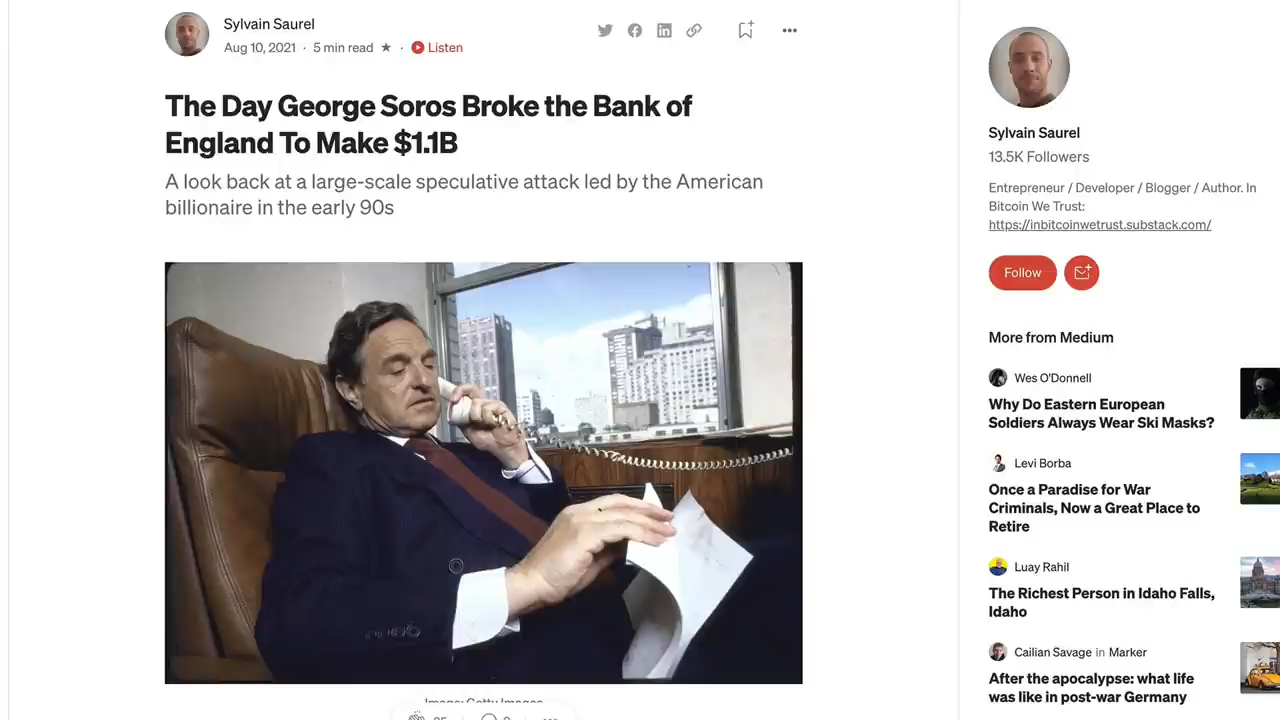 Sylvain Saurel
Aug 10, 2021 · 5 min read ★ · Listen
The Day George Soros Broke the Bank of
England To Make $1.1B
A look back at a large-scale speculative attack led by the American
billionaire in the early 90s
Image: Getty Images
Sylvain Saurel
13.5K Followers
Entrepreneur / Developer / Blogger / Author. In
Bitcoin We Trust:
https://inbitcoinwetrust.substack.com/
Follow
More from Medium
Wes O'Donnell
Why Do Eastern European
Soldiers Always Wear Ski Masks?
Levi Borba
Once a Paradise for War
Criminals, Now a Great Place to
Retire
Luay Rahil
The Richest Person in Idaho Falls,
Idaho
Cailian Savage in Marker
After the apocalypse: what life
was like in post-war Germany